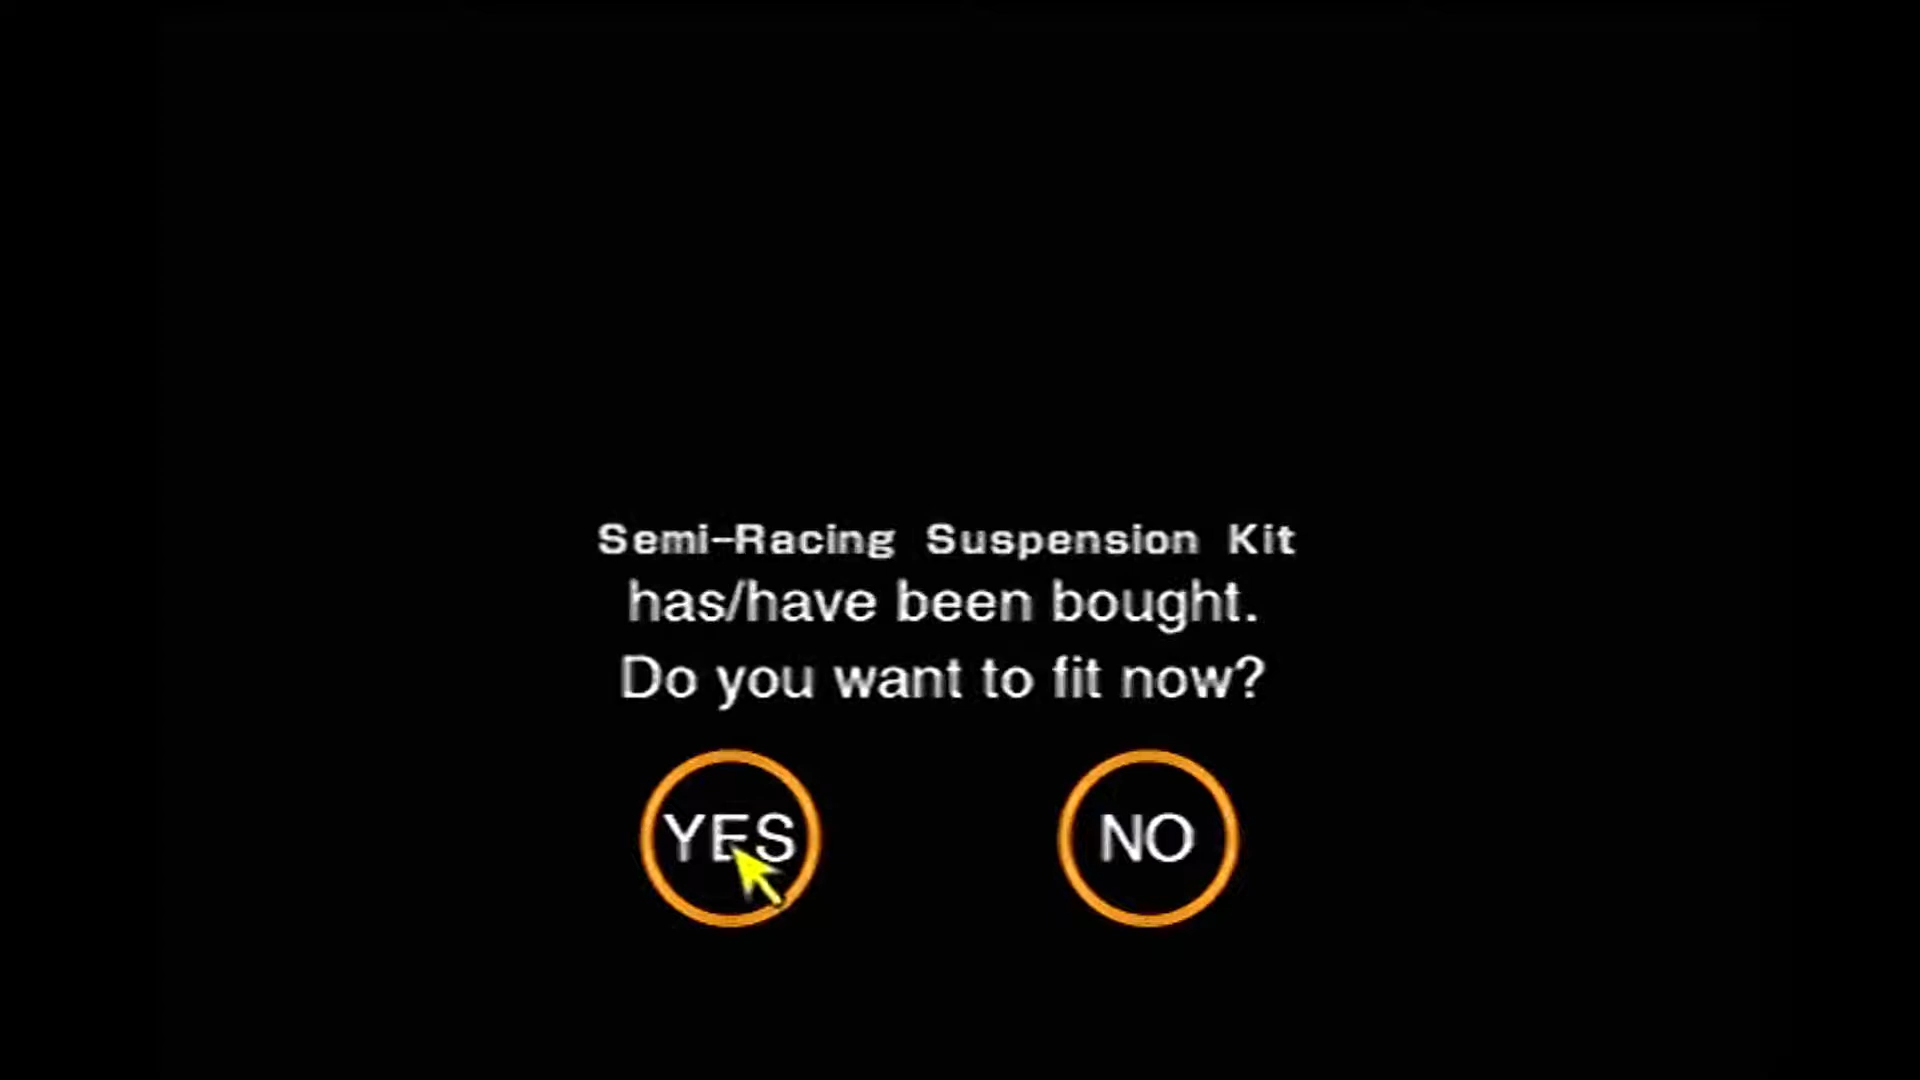 Semi-Racing Suspension Kit
has/have been bought.
Do you want to fit now?
YES NO